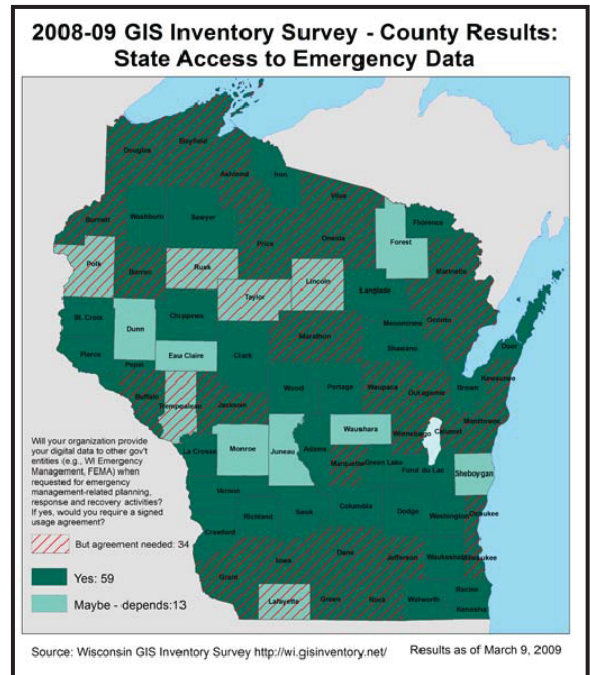 2008-09 GIS Inventory Survey - County Results:
State Access to Emergency Data
Douglas
Bayfield
Ashland
Iron
Vilas
Burnett
Washburn
Sawyer
Price
Oneida
Forest
Florence
Marinette
Polk
Barron
Rusk
Taylor
Lincoln
Langlade
Menominee
Oconto
St. Croix
Dunn
Chippewa
Clark
Marathon
Shawano
Door
Pierce
Pepin
Eau Claire
Buffalo
Trempealeau
Jackson
Wood
Portage
Waupaca
Outagamie
Brown
Kewaunee
La Crosse
Monroe
Juneau
Adams
Waushara
Winnebago
Calumet
Manitowoc
Marquette
Green Lake
Fond du Lac
Sheboygan
Vernon
Richland
Sauk
Columbia
Dodge
Washington
Ozaukee
Crawford
Grant
Iowa
Dane
Jefferson
Waukesha
Milwaukee
Lafayette
Green
Rock
Walworth
Racine
Kenosha
Will your organization provide
your digital data to other gov't
entities (e.g., WI Emergency
Management, FEMA) when
requested for emergency
management-related planning,
response and recovery activities?
If yes, would you require a signed
usage agreement?
But agreement needed: 34
Yes: 59
Maybe - depends:13
Source: Wisconsin GIS Inventory Survey http://wi.gisinventory.net/ Results as of March 9, 2009